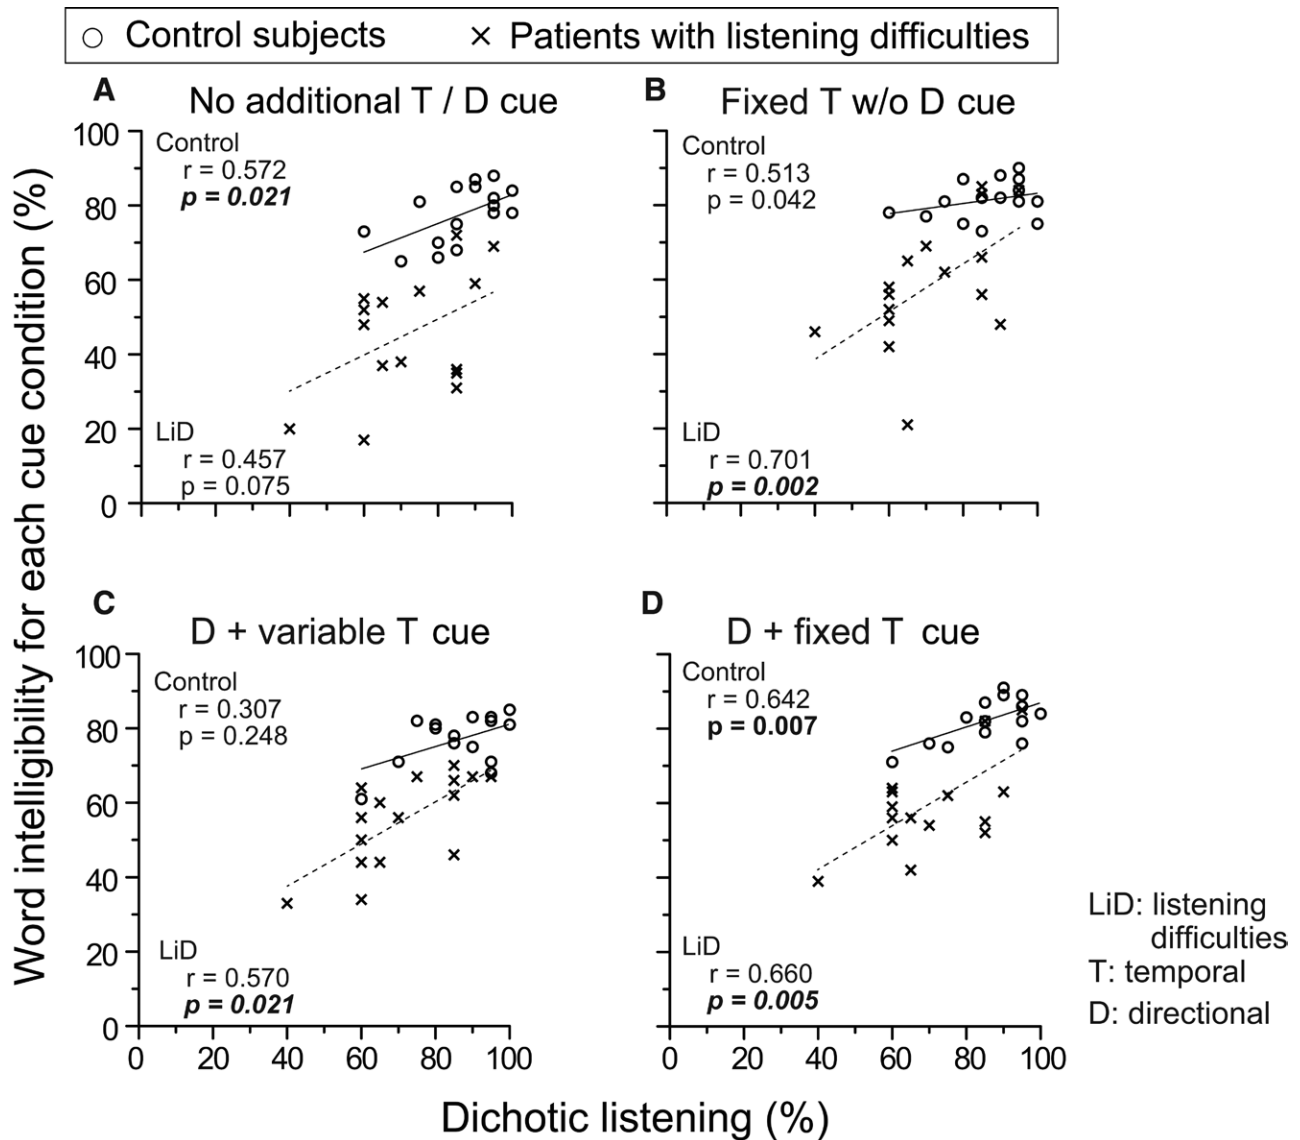 Control subjects
Patients with listening difficulties
A
No additional T / D cue
Control
r = 0.572
p = 0.021
LiD
r = 0.457
p = 0.075
100
80
60
40
20
0
B
Fixed T w/o D cue
Control
r = 0.513
p = 0.042
LiD
r = 0.701
p = 0.002
C
D + variable T cue
Control
r = 0.307
p = 0.248
LiD
r = 0.570
p = 0.021
100
80
60
40
20
0
0 20 40 60 80 100
D
D + fixed T cue
Control
r = 0.642
p = 0.007
LiD
r = 0.660
p = 0.005
0 20 40 60 80 100
Word intelligibility for each cue condition (%)
Dichotic listening (%)
LiD: listening
difficulties
T: temporal
D: directional